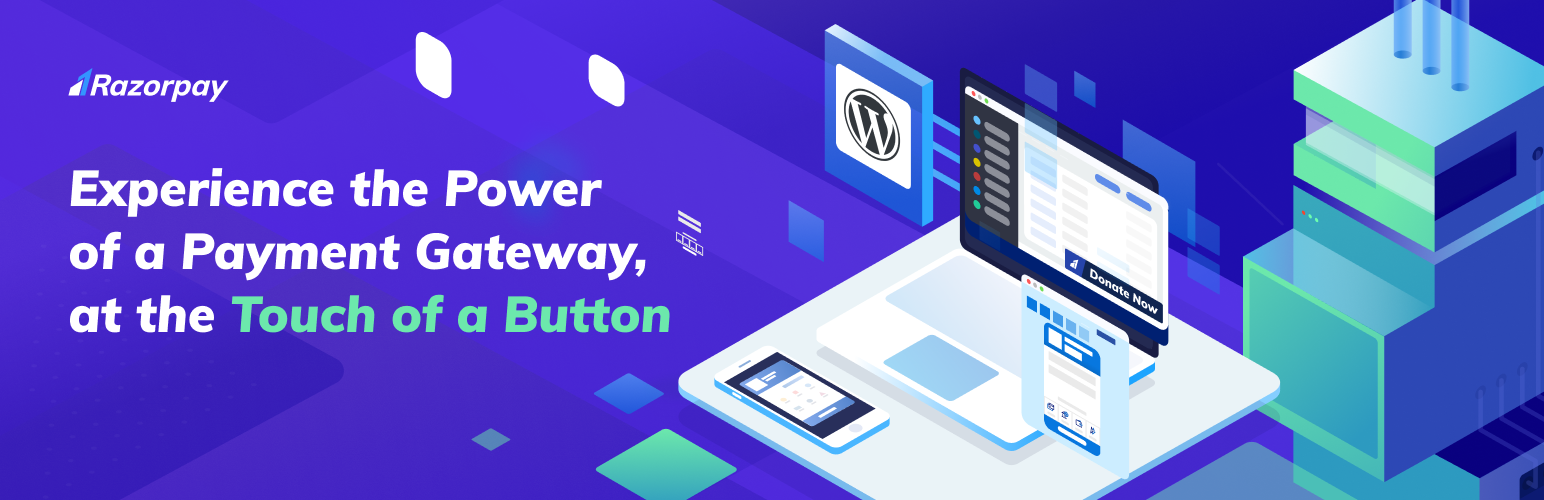 Razorpay
Experience the Power
of a Payment Gateway,
at the Touch of a Button
W
Donate Now